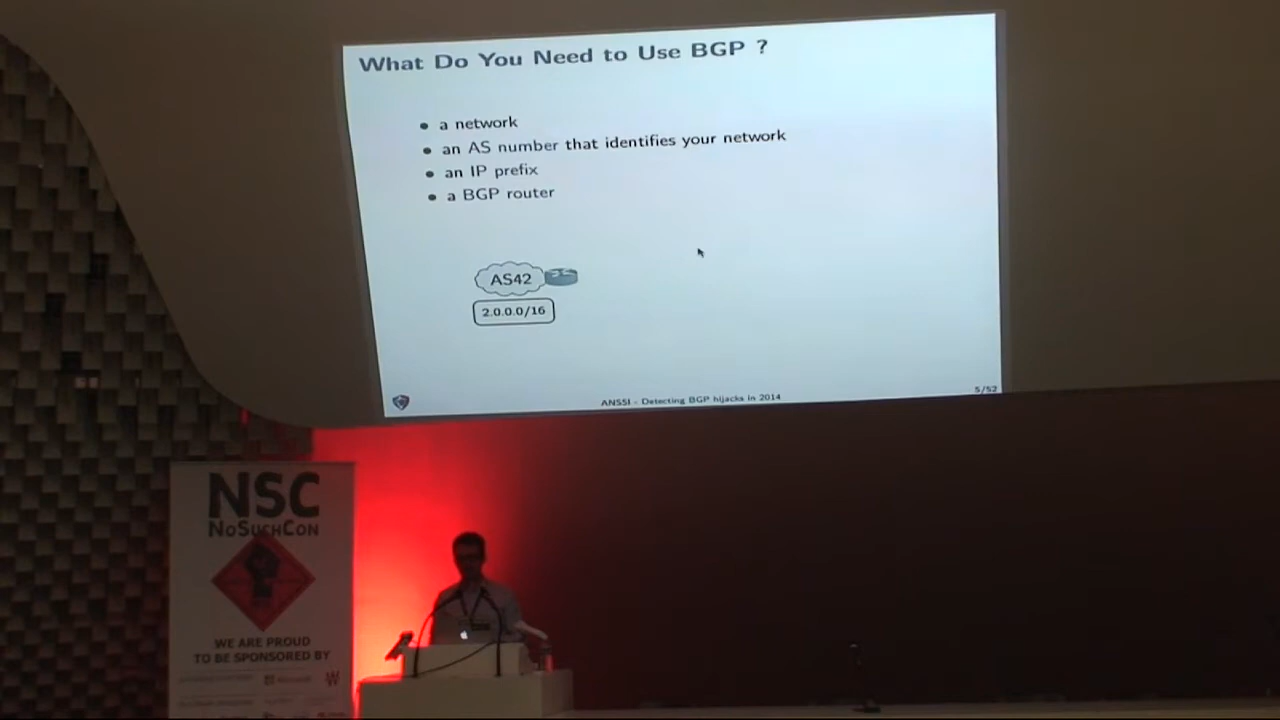 What Do You Need to Use BGP ?
• a network
• an AS number that identifies your network
• an IP prefix
• a BGP router
AS42
2.0.0.0/16
ANSSI - Detecting BGP hijacks in 2014
5/52
NSC
NoSuchCon
WE ARE PROUD
TO BE SPONSORED BY